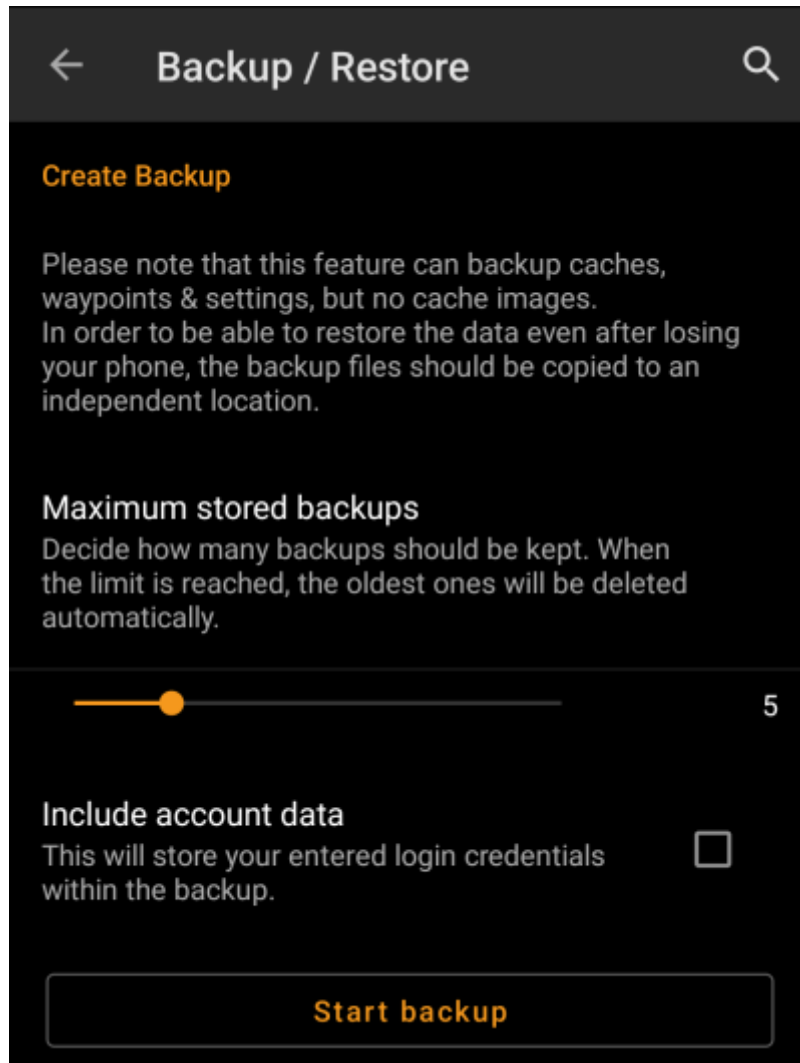 Backup / Restore
Create Backup
Please note that this feature can backup caches,
waypoints & settings, but no cache images.
In order to be able to restore the data even after losing
your phone, the backup files should be copied to an
independent location.
Maximum stored backups
Decide how many backups should be kept. When
the limit is reached, the oldest ones will be deleted
automatically.
5
Include account data
This will store your entered login credentials
within the backup.
Start backup